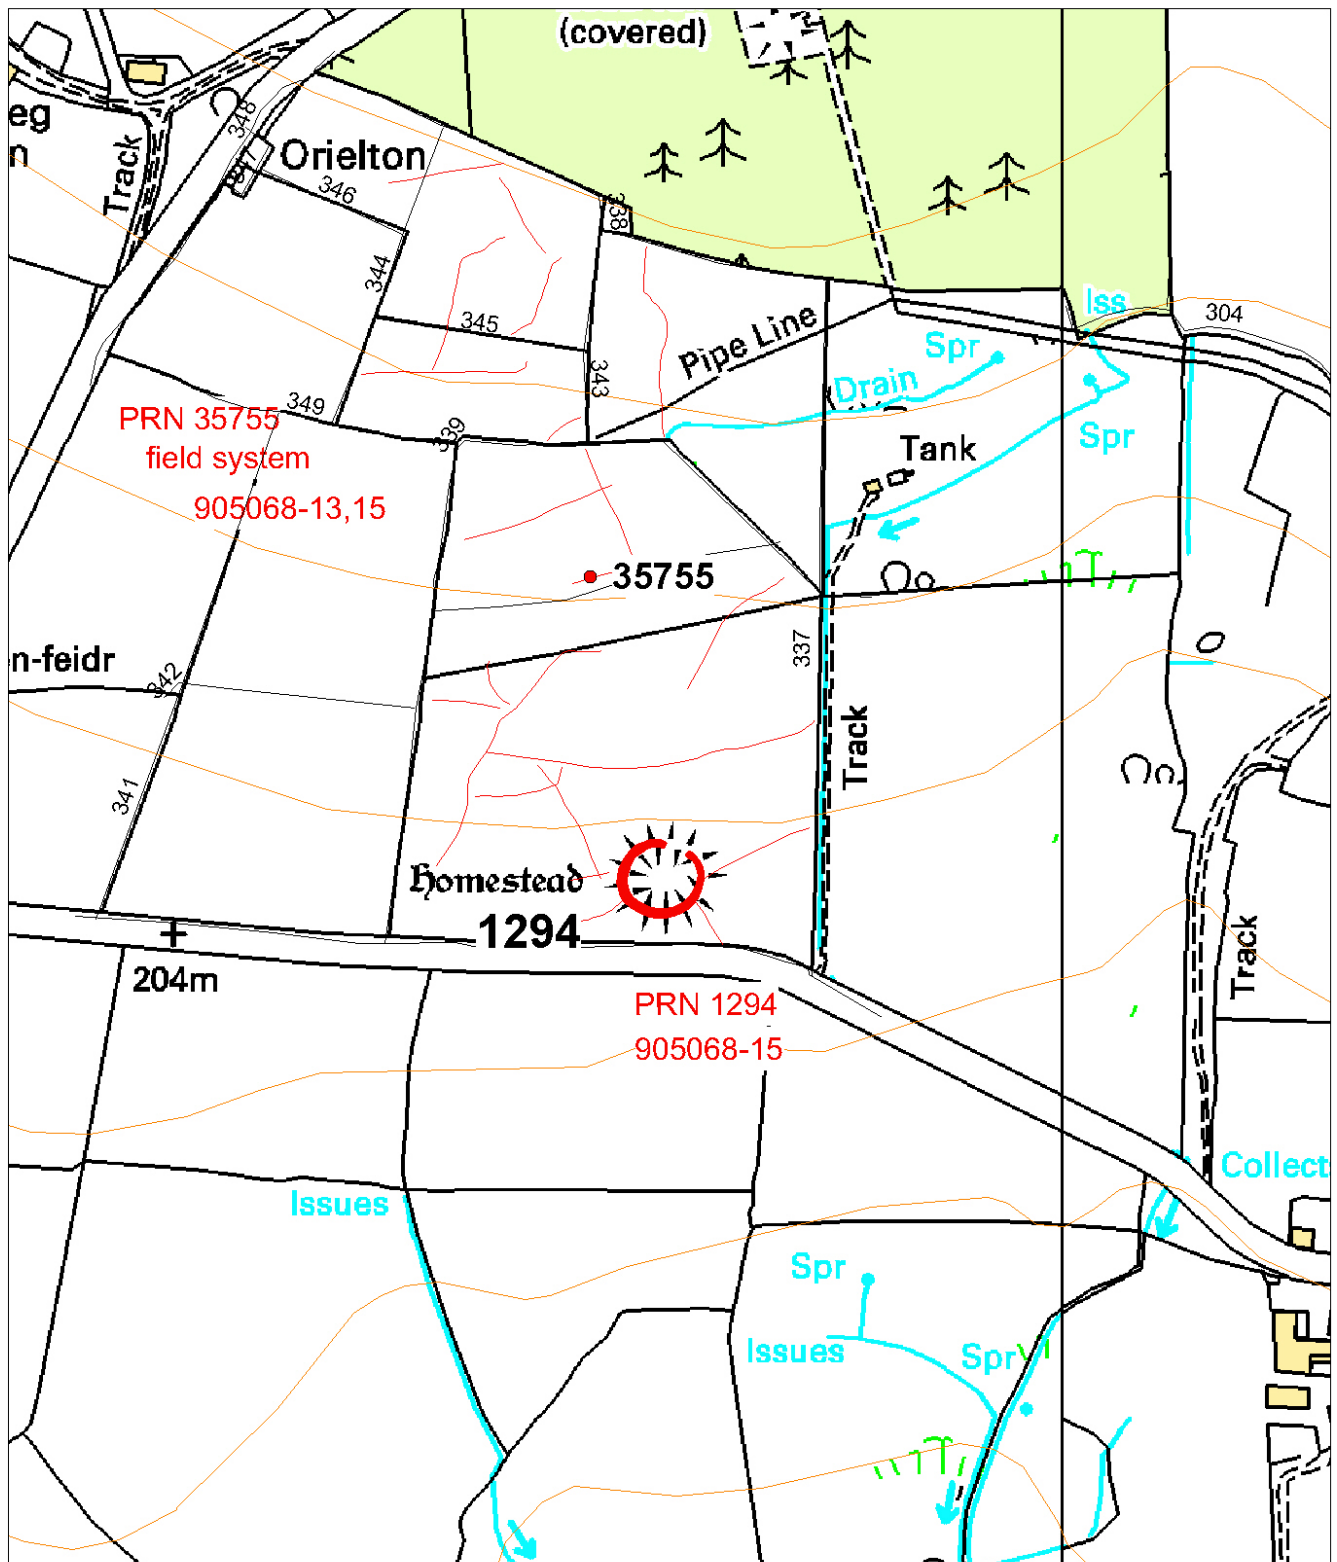 (covered)
eg
n
Track
348
347
Orielton
346
338
344
345
343
Pipe Line
Iss
304
Spr
Drain
Spr
349
339
PRN 35755
field system
905068-13,15
Tank
35755
337
n-feidr
342
341
Track
Homestead
1294
204m
Track
PRN 1294
905068-15
Collect
Issues
Spr
Issues
Spr